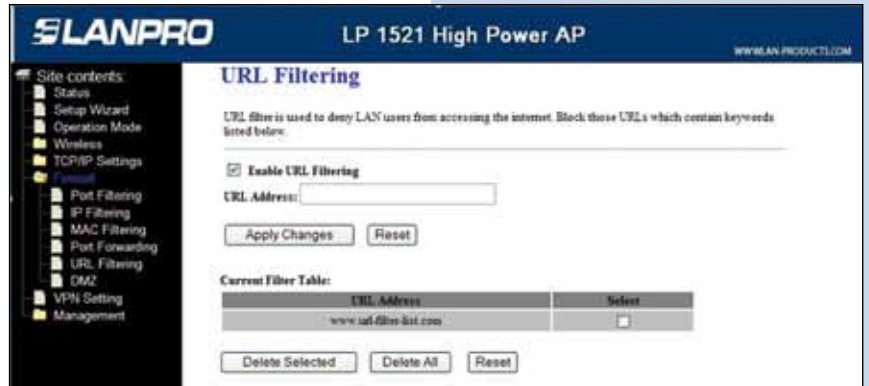 SLANPRO
LP 1521 High Power AP
WWW.LAN-PRODUCTS.COM
Site contents:
Status
Setup Wizard
Operation Mode
Wireless
TCP/IP Settings
Firewall
Port Filtering
IP Filtering
MAC Filtering
Port Forwarding
URL Filtering
DMZ
VPN Setting
Management
URL Filtering
URL filter is used to deny LAN users from accessing the internet. Block those URLs which contain keywords
listed below.
Enable URL Filtering
URL Address:
Apply Changes Reset
Current Filter Table:
URL Address Select
www.url-filter-list.com
Delete Selected Delete All Reset